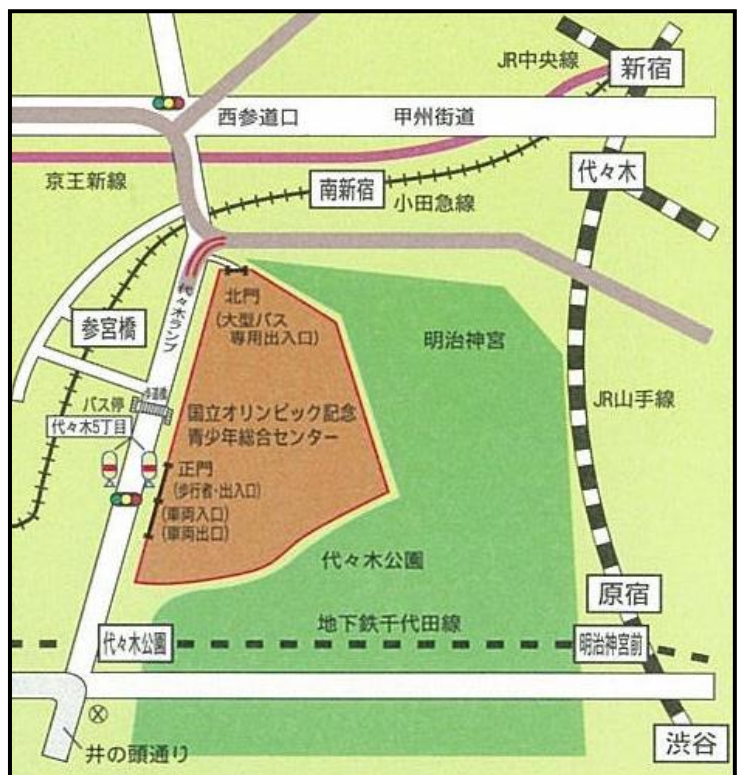 JR中央線
新宿
西参道口
甲州街道
代々木
京王新線
南新宿
小田急線
代々木ランプ
北門
(大型バス
専用出入口)
明治神宮
参宮橋
歩道橋
バス停
代々木5丁目
国立オリンピック記念
青少年総合センター
JR山手線
正門
(歩行者・出入口)
(車両入口)
(車両出口)
代々木公園
原宿
地下鉄千代田線
代々木公園
明治神宮前
渋谷
井の頭通り